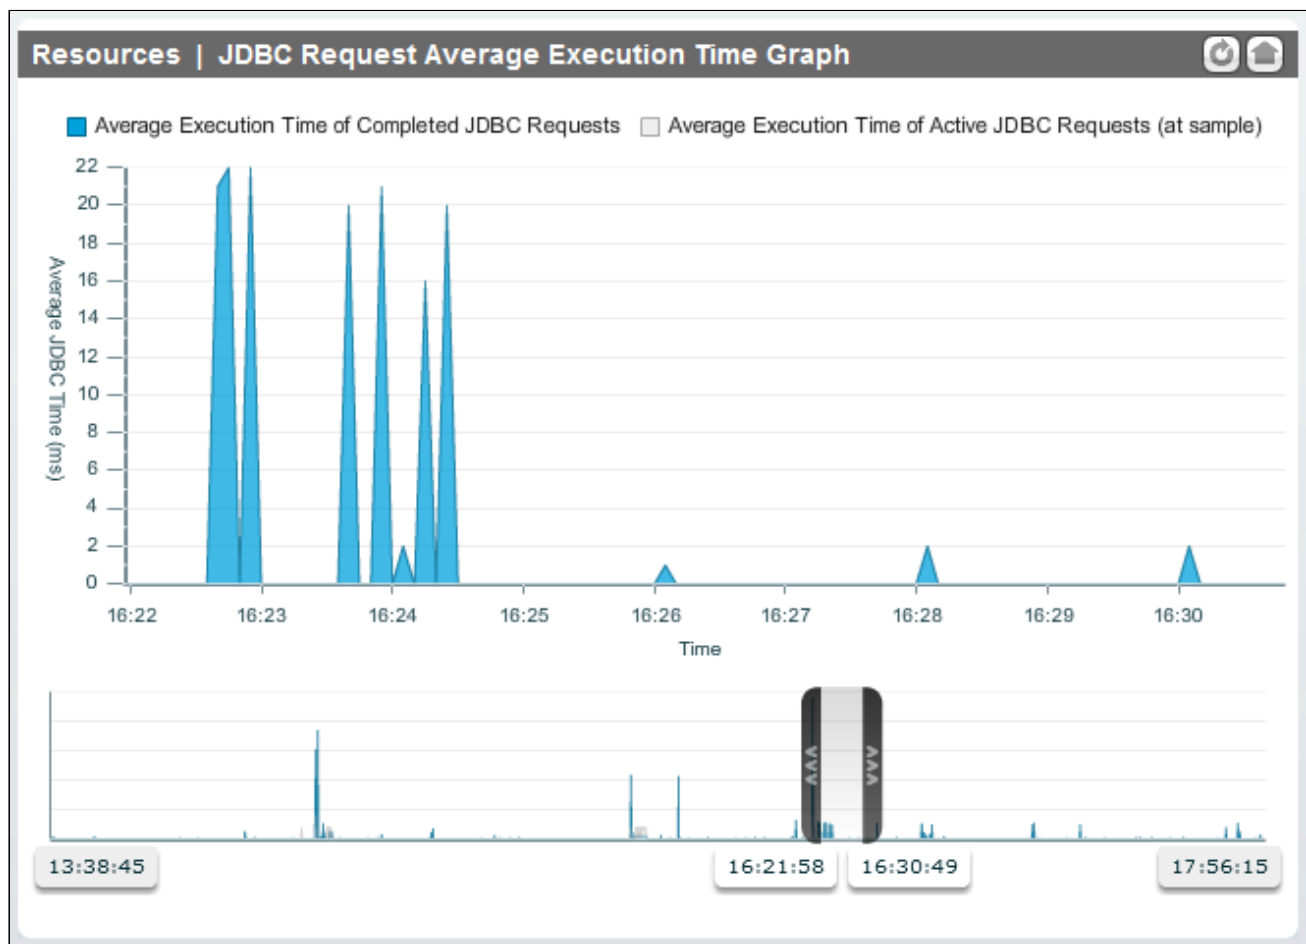 Resources | JDBC Request Average Execution Time Graph
Average Execution Time of Completed JDBC Requests Average Execution Time of Active JDBC Requests (at sample)
22
20
18
16
14
12
10
8
6
4
2
0
Average JDBC Time (ms)
16:22 16:23 16:24 16:25 16:26 16:27 16:28 16:29 16:30
Time
13:38:45 16:21:58 16:30:49 17:56:15